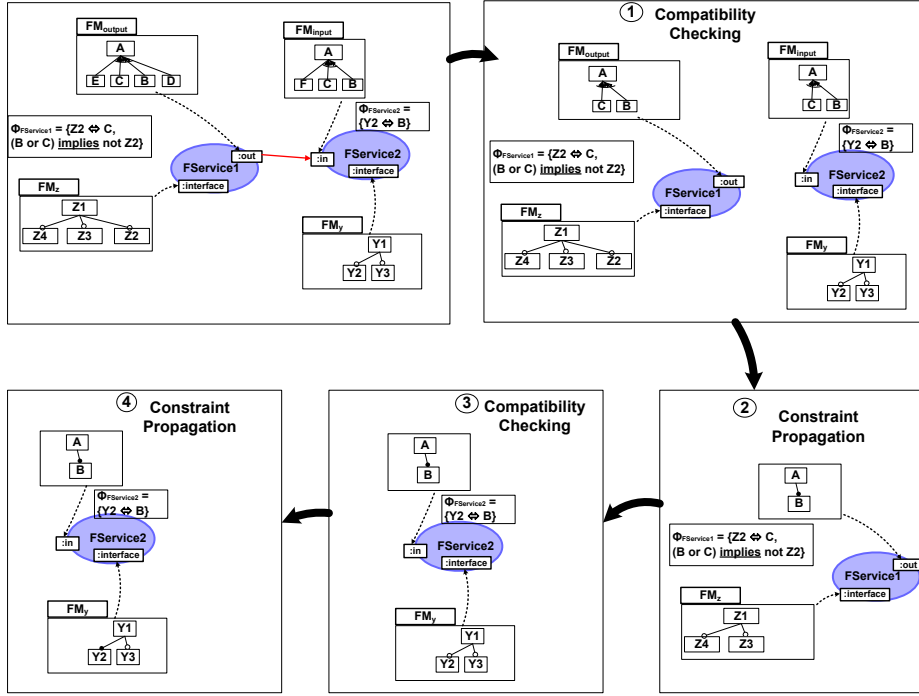 FMoutput
A
E C B D
FMinput
A
F C B
ΦFService1 = {Z2 ⇔ C,
(B or C) implies not Z2}
ΦFService2 =
{Y2 ⇔ B}
:out
FService1
:interface
:in
FService2
:interface
FMz
Z1
Z4 Z3 Z2
FMy
Y1
Y2 Y3
1 Compatibility
Checking
FMoutput
A
C B
FMinput
A
C B
ΦFService1 = {Z2 ⇔ C,
(B or C) implies not Z2}
ΦFService2 =
{Y2 ⇔ B}
:out
FService1
:interface
:in
FService2
:interface
FMz
Z1
Z4 Z3 Z2
FMy
Y1
Y2 Y3
4 Constraint
Propagation
A
B
ΦFService2 =
{Y2 ⇔ B}
:in
FService2
:interface
FMy
Y1
Y2 Y3
3 Compatibility
Checking
A
B
ΦFService2 =
{Y2 ⇔ B}
:in
FService2
:interface
FMy
Y1
Y2 Y3
2 Constraint
Propagation
A
B
ΦFService1 = {Z2 ⇔ C,
(B or C) implies not Z2}
:out
FService1
:interface
FMz
Z1
Z4 Z3